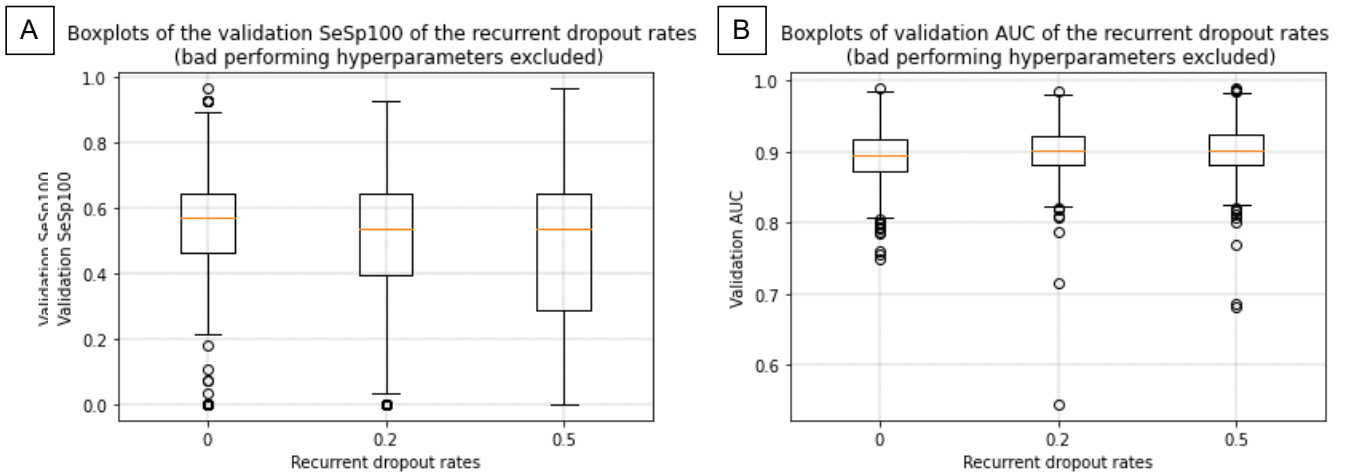 A
Boxplots of the validation SeSp100 of the recurrent dropout rates
(bad performing hyperparameters excluded)
1.0
0.8
0.6
0.4
0.2
0.0
Validation SeSp100
Validation SeSp100
0
0.2
0.5
Recurrent dropout rates
B
Boxplots of validation AUC of the recurrent dropout rates
(bad performing hyperparameters excluded)
1.0
0.9
0.8
0.7
0.6
Validation AUC
0
0.2
0.5
Recurrent dropout rates